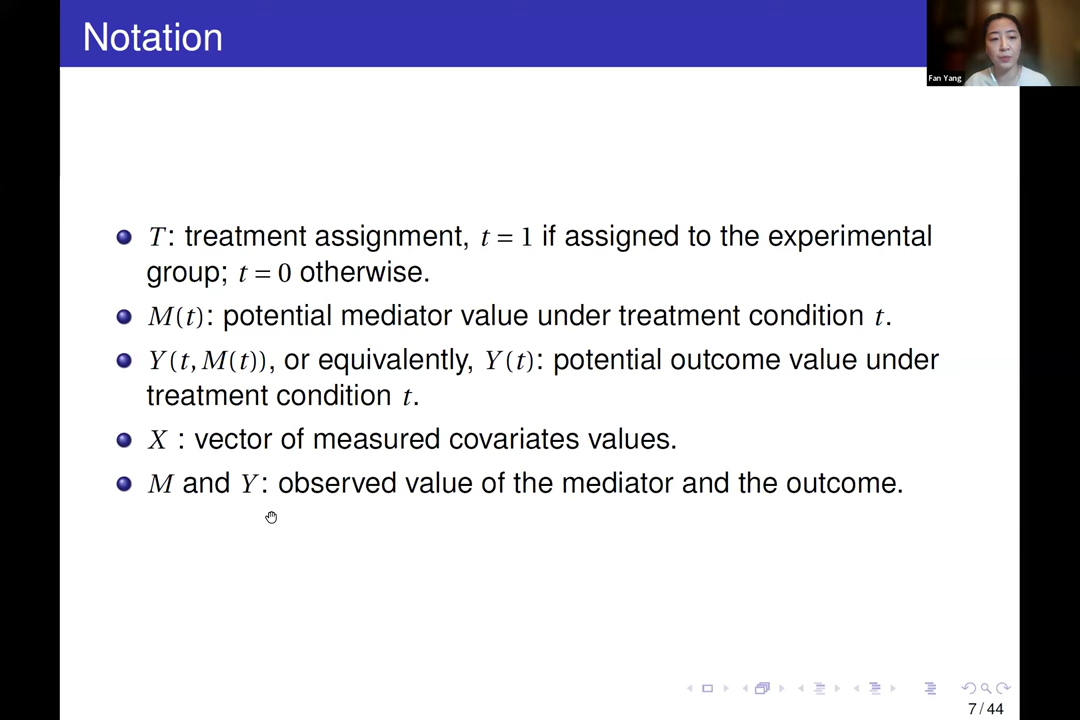 Notation
Fan Yang
T: treatment assignment, t = 1 if assigned to the experimental
group; t = 0 otherwise.
M(t): potential mediator value under treatment condition t.
Y(t, M(t)), or equivalently, Y(t): potential outcome value under
treatment condition t.
X : vector of measured covariates values.
M and Y: observed value of the mediator and the outcome.
7 / 44